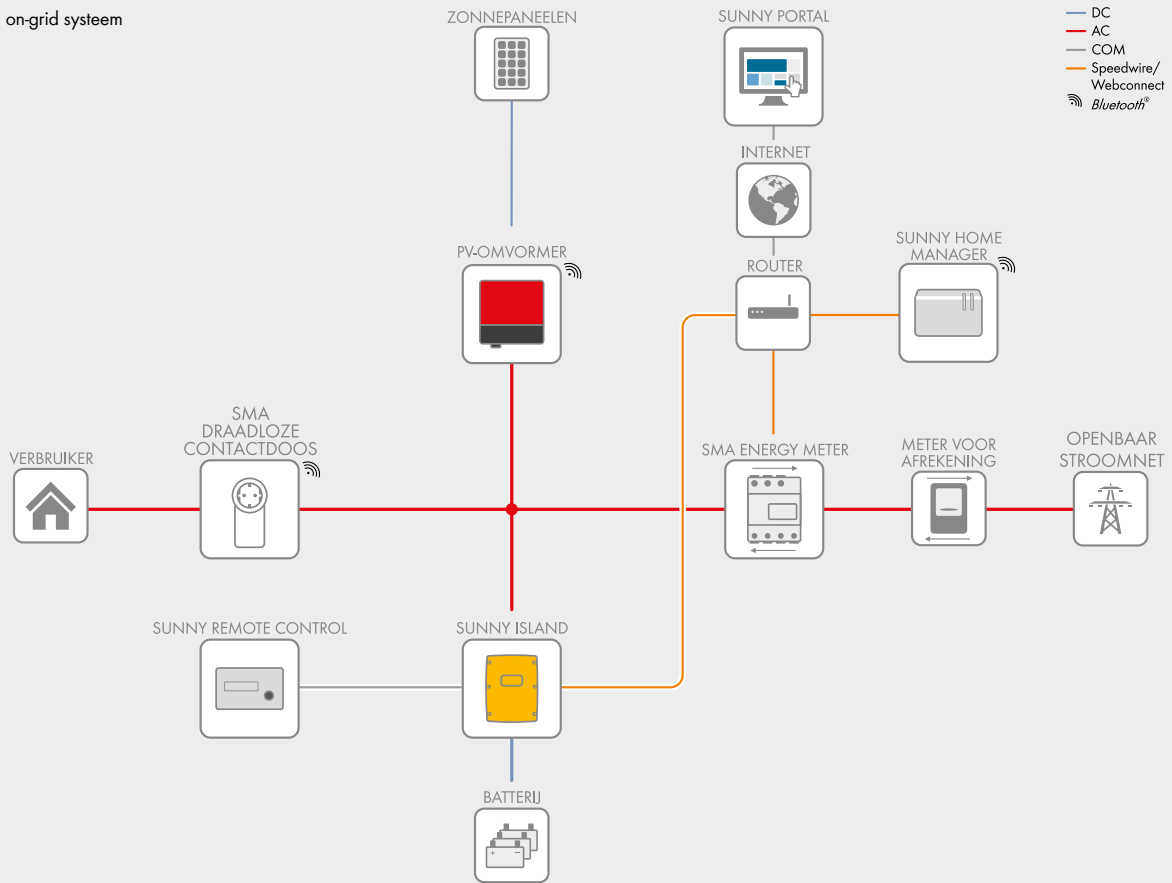 on-grid systeem
ZONNEPANEELEN
SUNNY PORTAL
DC
AC
COM
Speedwire/
Webconnect
Bluetooth®
INTERNET
PV-OMVORMER
ROUTER
SUNNY HOME
MANAGER
VERBRUIKER
SMA
DRAADLOZE
CONTACTDOOS
SMA ENERGY METER
METER VOOR
AFREKENING
OPENBAAR
STROOMNET
SUNNY REMOTE CONTROL
SUNNY ISLAND
BATTERIJ
+ −